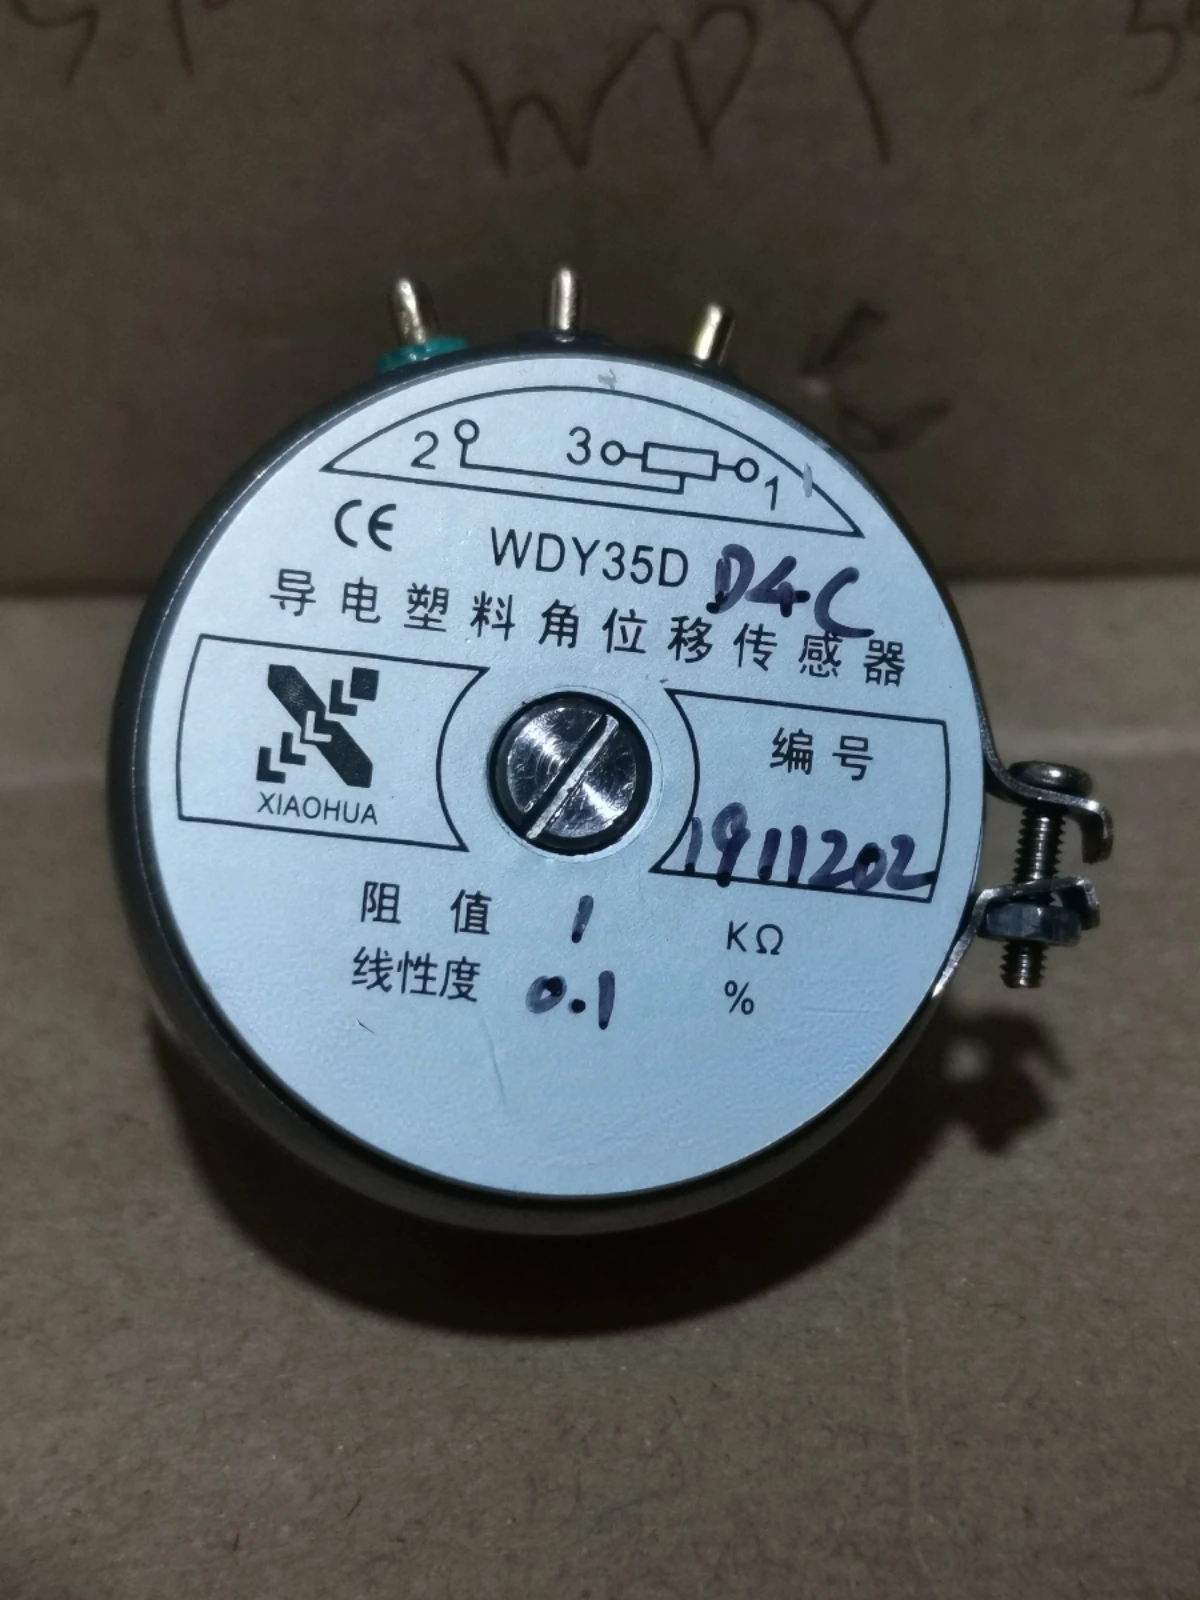 WDY
2 3 1
CE WDY35D D4C
导电塑料角位移传感器
XIAOHUA
编号
1911202
阻值 1 KΩ
线性度 0.1 %